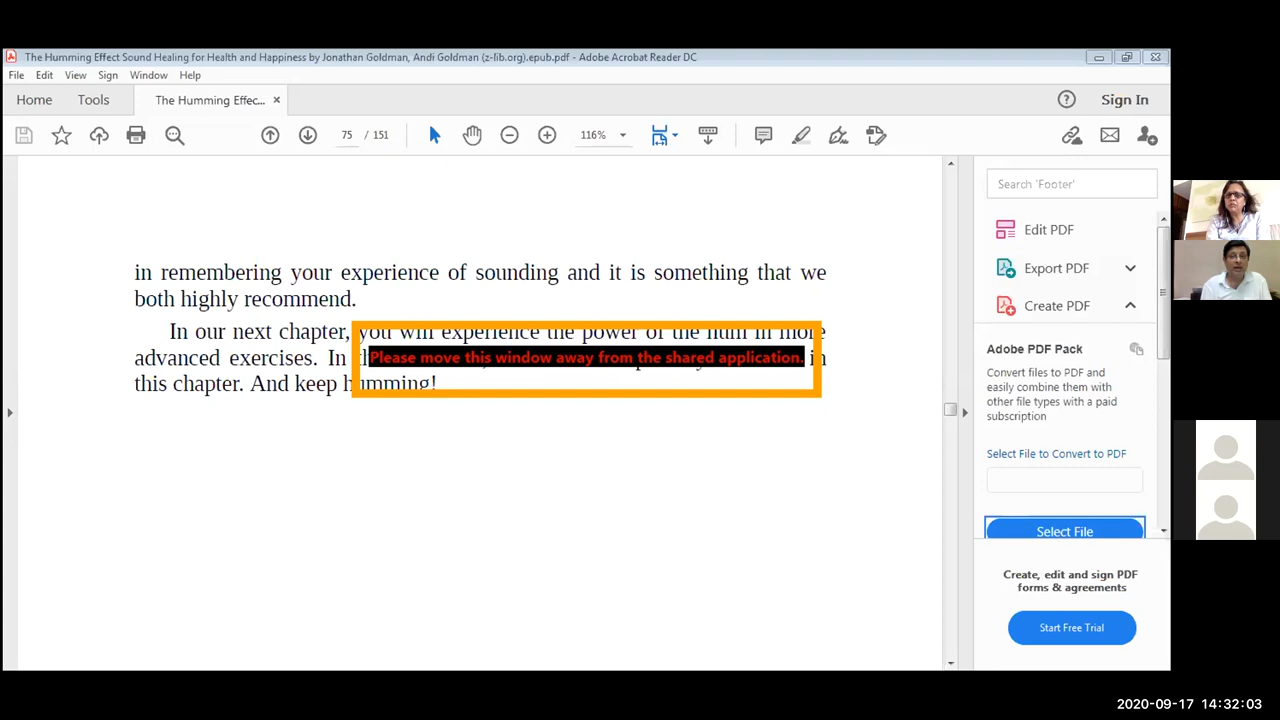 The Humming Effect Sound Healing for Health and Happiness by Jonathan Goldman, Andi Goldman (z-lib.org).epub.pdf - Adobe Acrobat Reader DC
File Edit View Sign Window Help
Home Tools The Humming Effec... × Sign In
75 / 151 116%
Search 'Footer'
Edit PDF
Export PDF
Create PDF
Adobe PDF Pack
Convert files to PDF and
easily combine them with
other file types with a paid
subscription
Select File to Convert to PDF
Select File
Create, edit and sign PDF
forms & agreements
Start Free Trial
in remembering your experience of sounding and it is something that we
both highly recommend.
In our next chapter, you will experience the power of the hum in more
advanced exercises. In in
Please move this window away from the shared application.
this chapter. And keep humming!
2020-09-17 14:32:03